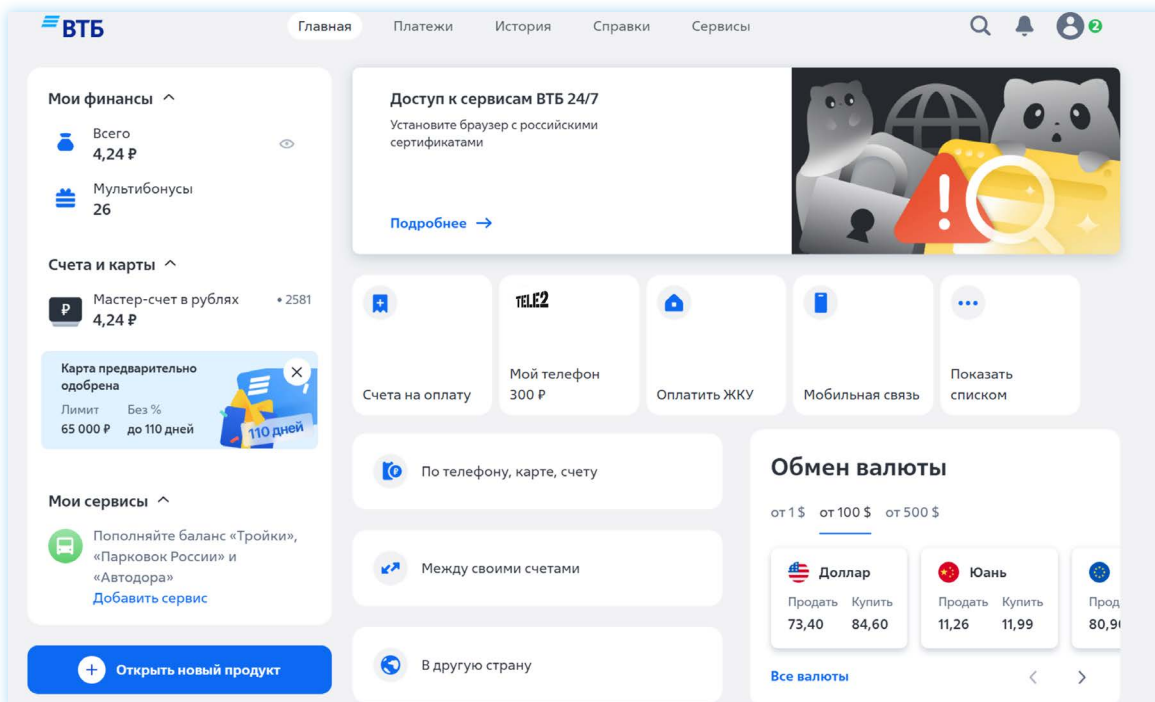 ВТБ
Главная
Платежи
История
Справки
Сервисы
2
Мои финансы
Всего
4,24 ₽
Мультибонусы
26
Счета и карты
Мастер-счет в рублях
• 2581
4,24 ₽
Карта предварительно
одобрена
Лимит
Без %
65 000 ₽
до 110 дней
110 дней
Мои сервисы
Пополняйте баланс «Тройки»,
«Парковок России» и
«Автодора»
Добавить сервис
Открыть новый продукт
Доступ к сервисам ВТБ 24/7
Установите браузер с российскими
сертификатами
Подробнее →
Счета на оплату
TELE2
Мой телефон
300 ₽
Оплатить ЖКУ
Мобильная связь
Показать
списком
По телефону, карте, счету
Между своими счетами
В другую страну
Обмен валюты
от 1 $
от 100 $
от 500 $
Доллар
Продать Купить
73,40 84,60
Юань
Продать Купить
11,26 11,99
Прод
80,9
Все валюты